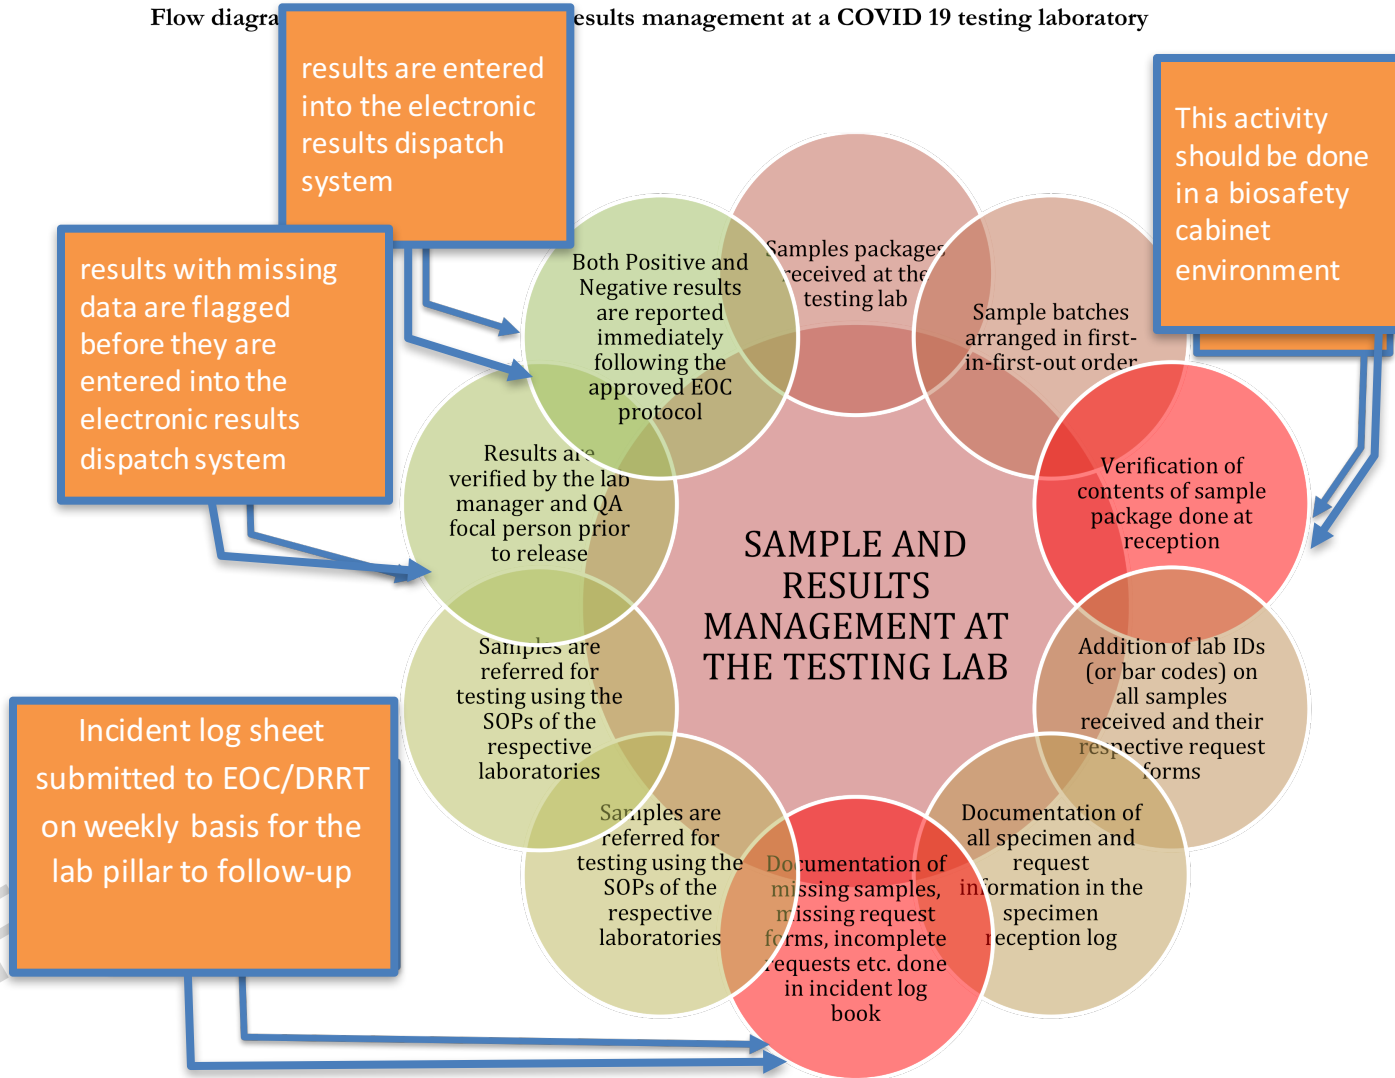 Flow diagra
esults management at a COVID 19 testing laboratory
results are entered
into the electronic
results dispatch
system
This activity
should be done
in a biosafety
cabinet
environment
results with missing
data are flagged
before they are
entered into the
electronic results
dispatch system
Incident log sheet
submitted to EOC/DRRT
on weekly basis for the
lab pillar to follow-up
SAMPLE AND
RESULTS
MANAGEMENT AT
THE TESTING LAB
Samples packages
received at the
testing lab
Sample batches
arranged in first-
in-first-out order
Verification of
contents of sample
package done at
reception
Addition of lab IDs
(or bar codes) on
all samples
received and their
respective request
forms
Documentation of
all specimen and
request
information in the
specimen
reception log
Documentation of
missing samples,
missing request
forms, incomplete
requests etc. done
in incident log
book
Samples are
referred for
testing using the
SOPs of the
respective
laboratories
Samples are
referred for
testing using the
SOPs of the
respective
laboratories
Results are
verified by the lab
manager and QA
focal person prior
to release
Both Positive and
Negative results
are reported
immediately
following the
approved EOC
protocol